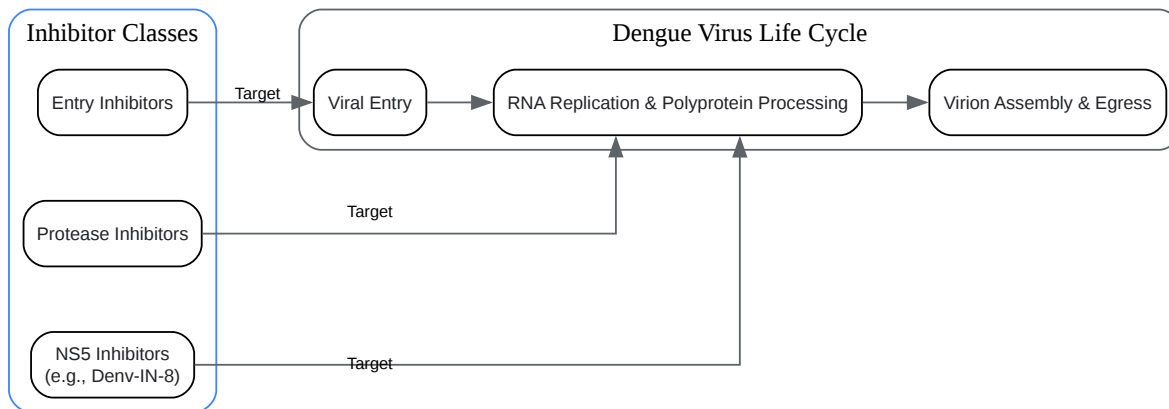 Inhibitor Classes
Dengue Virus Life Cycle
Entry Inhibitors
Target
Viral Entry
RNA Replication & Polyprotein Processing
Virion Assembly & Egress
Protease Inhibitors
Target
NS5 Inhibitors
(e.g., Denv-IN-8)
Target